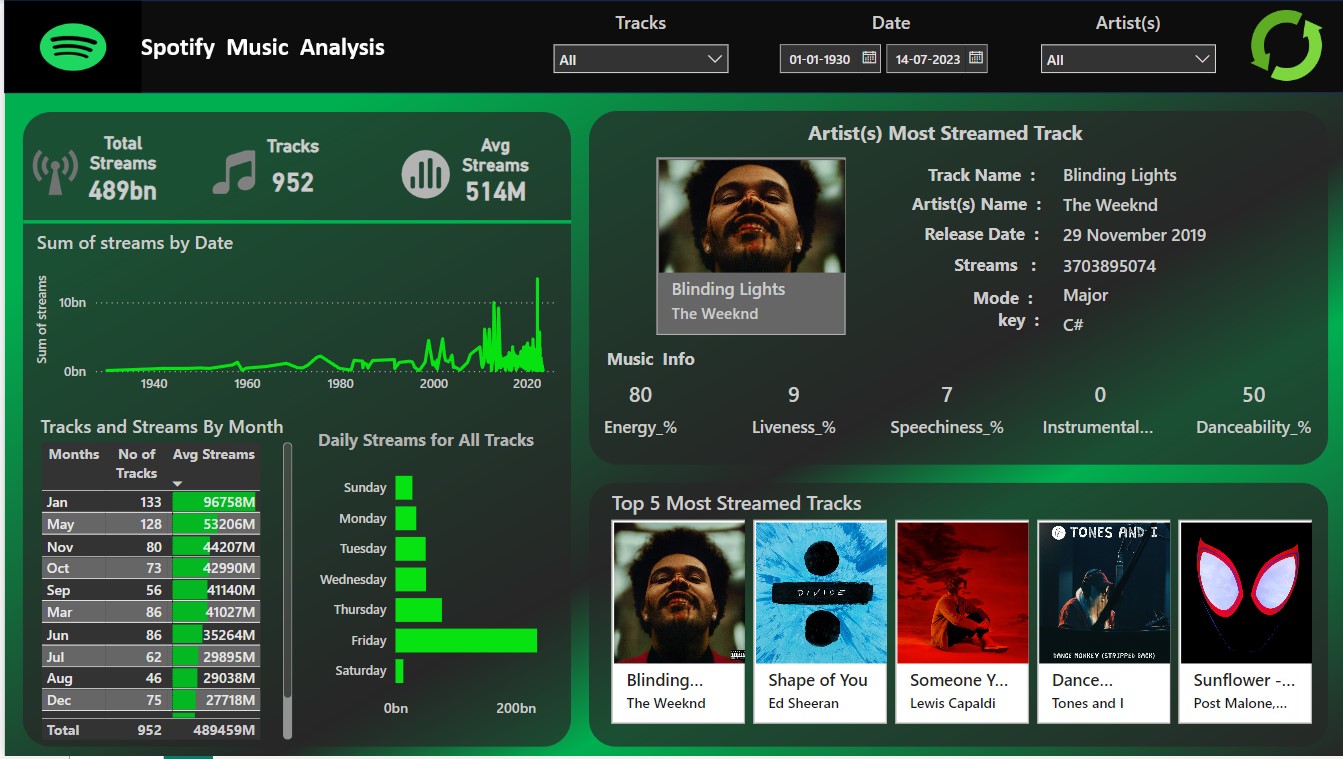 Spotify Music Analysis
Tracks
All
Date
01-01-1930
14-07-2023
Artist(s)
All
Total Streams
489bn
Tracks
952
Avg Streams
514M
Sum of streams by Date
Sum of streams
10bn
0bn
1940 1960 1980 2000 2020
Tracks and Streams By Month
Months No of Tracks Avg Streams
Jan 133 96758M
May 128 53206M
Nov 80 44207M
Oct 73 42990M
Sep 56 41140M
Mar 86 41027M
Jun 86 35264M
Jul 62 29895M
Aug 46 29038M
Dec 75 27718M
Total 952 489459M
Daily Streams for All Tracks
Sunday
Monday
Tuesday
Wednesday
Thursday
Friday
Saturday
0bn 200bn
Artist(s) Most Streamed Track
Blinding Lights
The Weeknd
Track Name : Blinding Lights
Artist(s) Name : The Weeknd
Release Date : 29 November 2019
Streams : 3703895074
Mode : Major
key : C#
Music Info
80 9 7 0 50
Energy_% Liveness_% Speechiness_% Instrumental... Danceability_%
Top 5 Most Streamed Tracks
DIVIDE
TONES AND I
DANCE MONKEY (STRIPPED BACK)
Blinding...
The Weeknd
Shape of You
Ed Sheeran
Someone Y...
Lewis Capaldi
Dance...
Tones and I
Sunflower -...
Post Malone,...